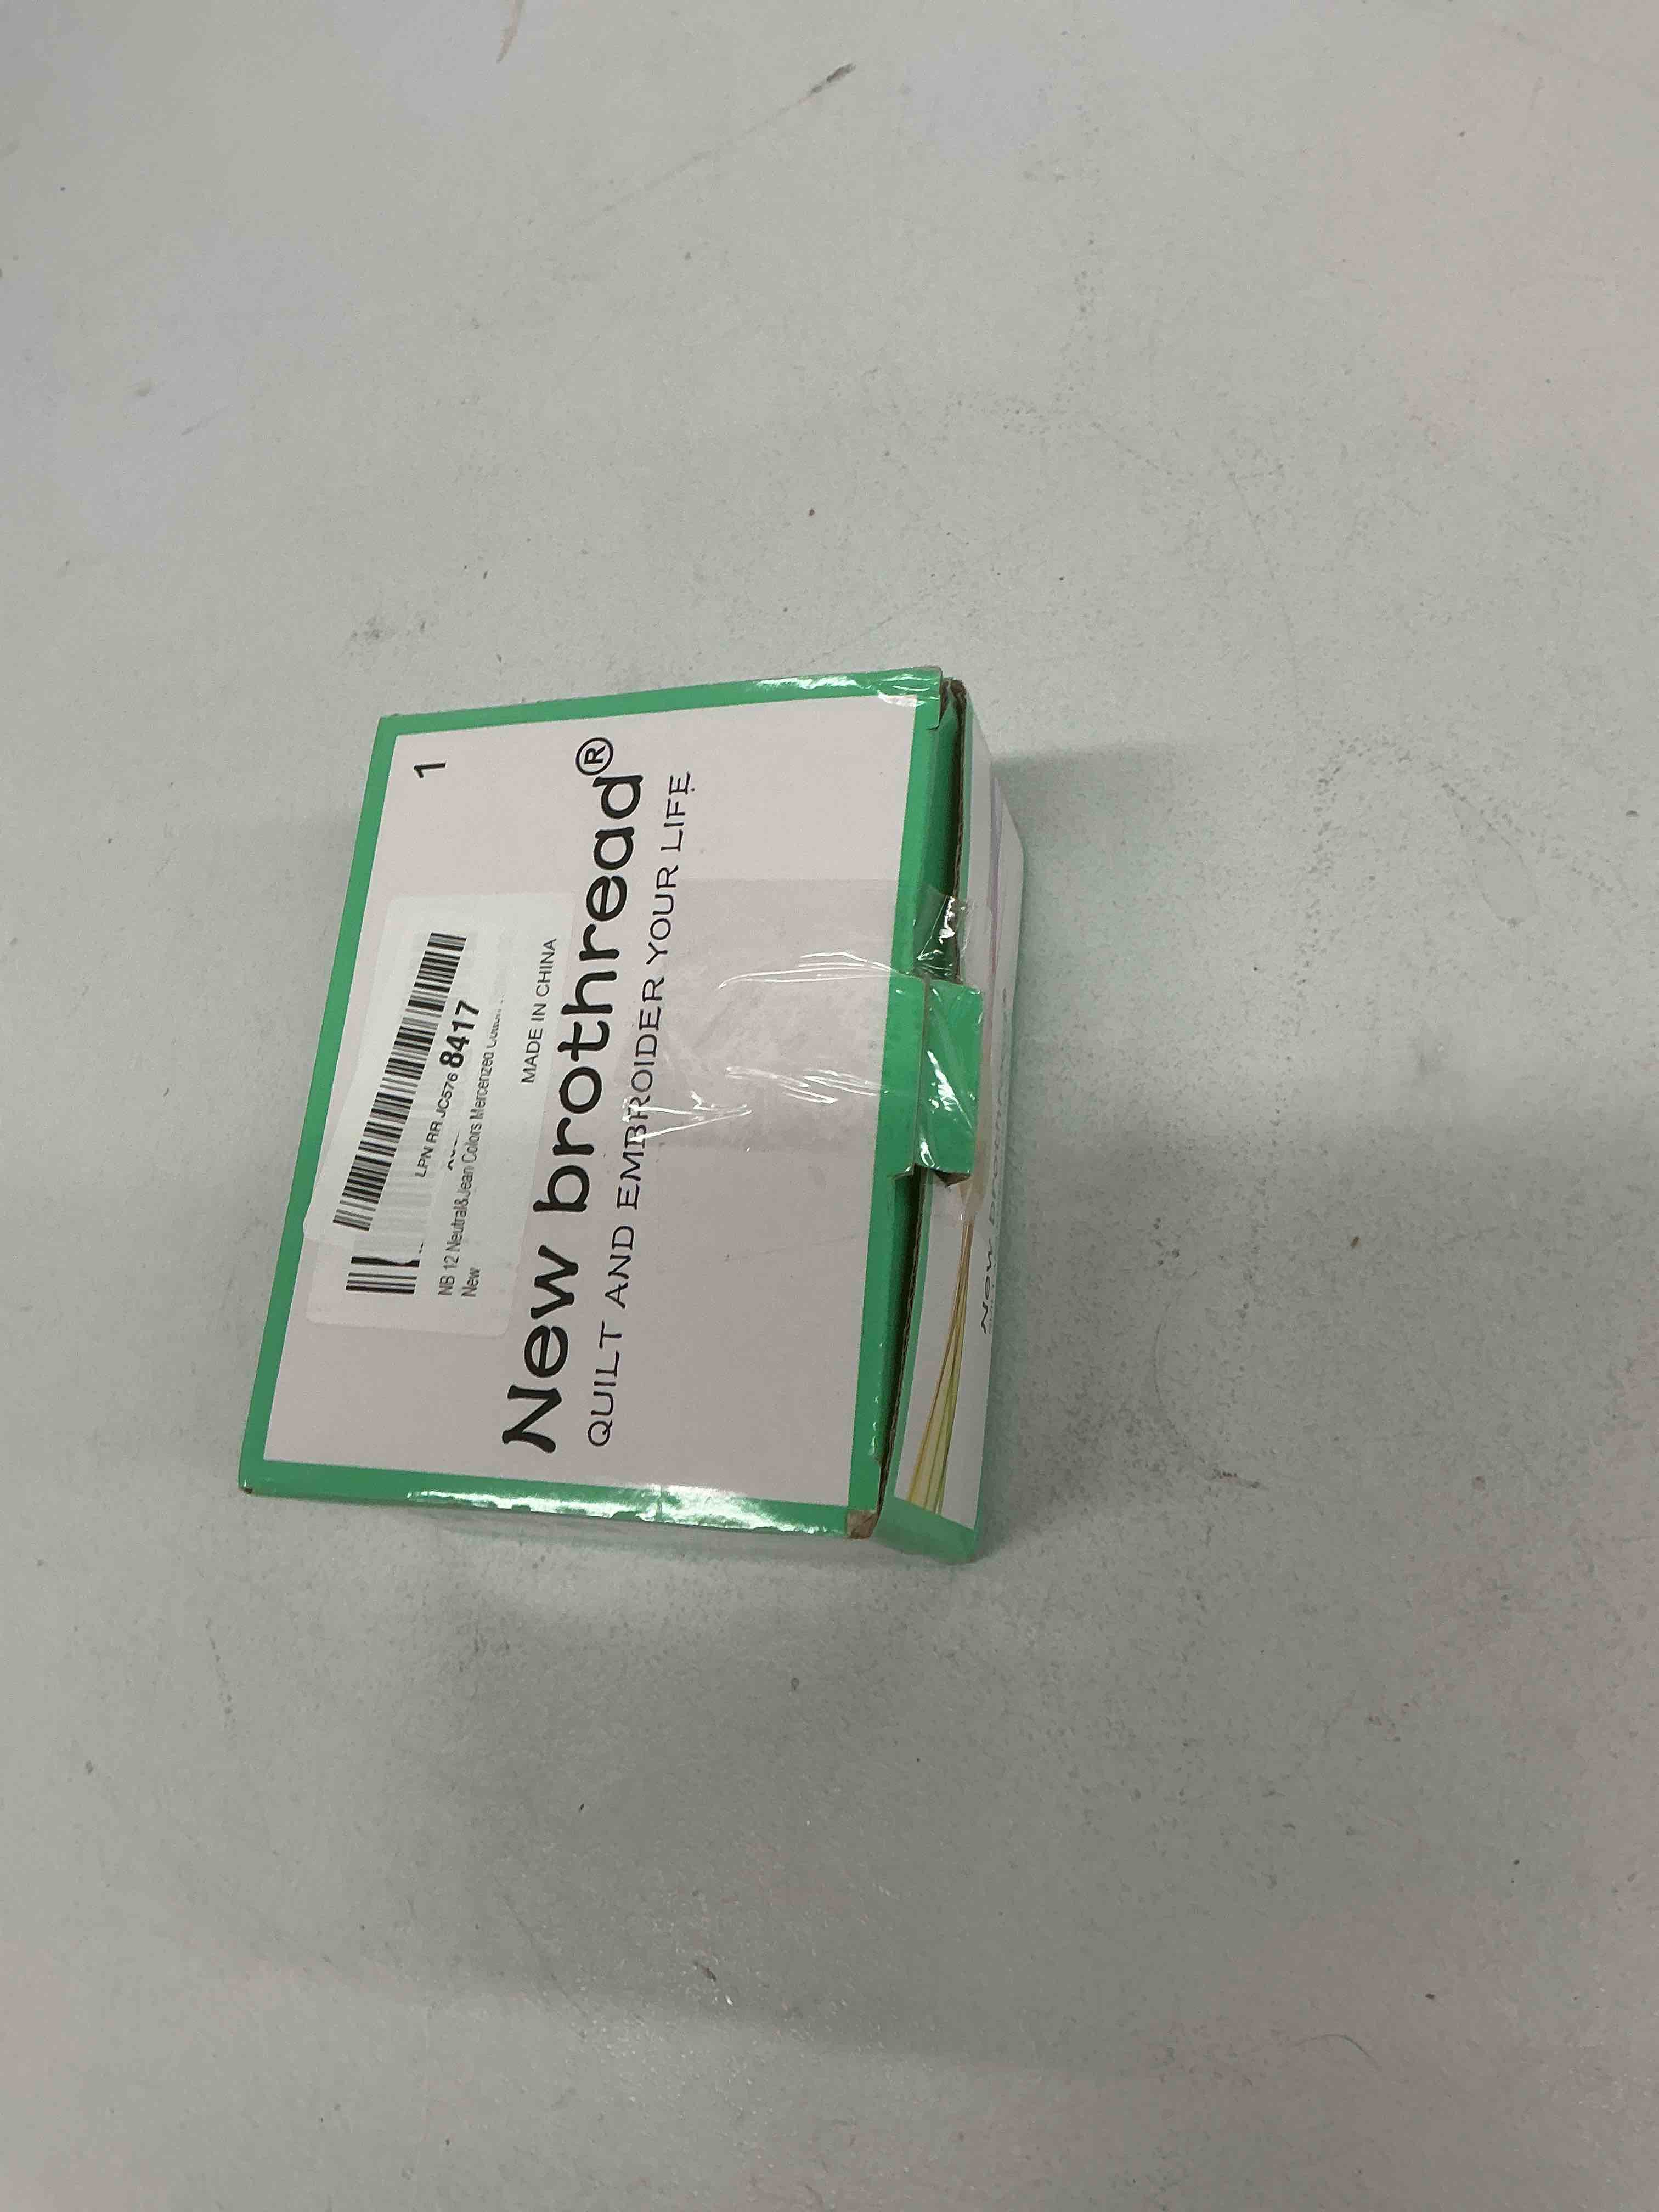 1
LPN RR JC576 8417
NB 12 Neutral&Jean Colors Mercerized
New
MADE IN CHINA
New brothread®
QUILT AND EMBROIDER YOUR LIFE
New